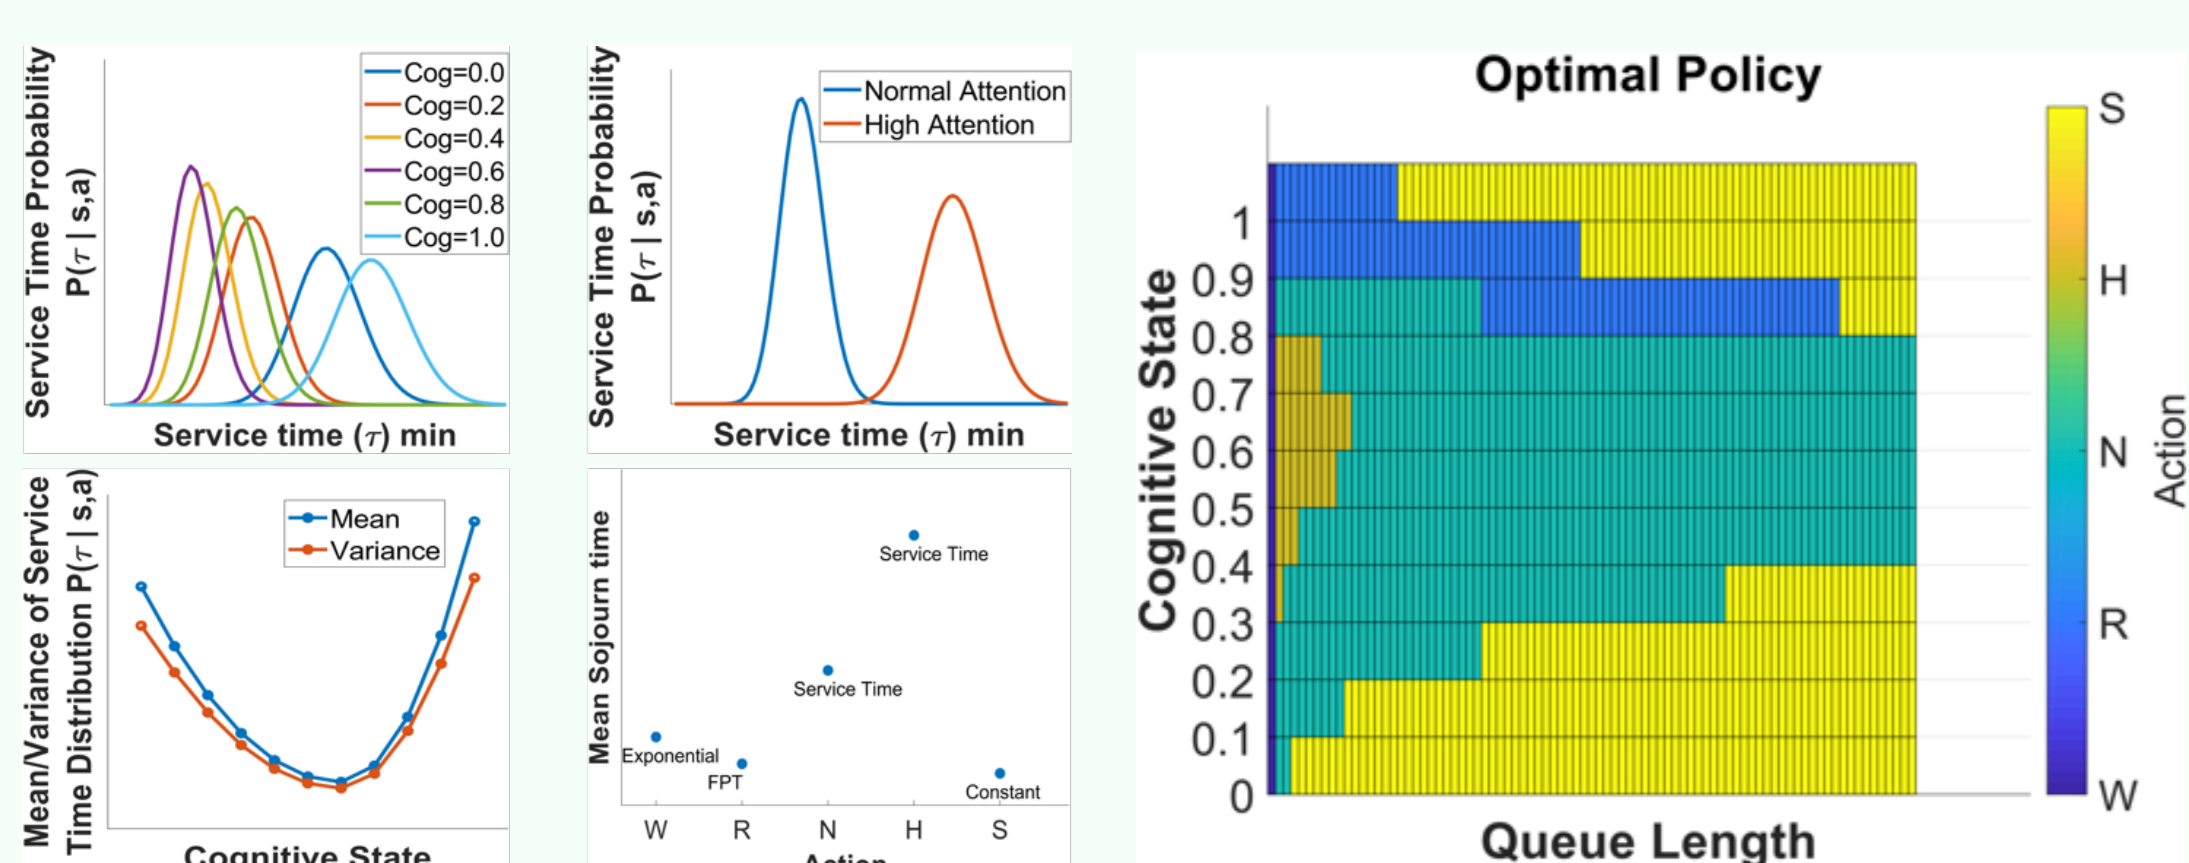 Service Time Probability
P(τ | s,a)
Cog=0.0
Cog=0.2
Cog=0.4
Cog=0.6
Cog=0.8
Cog=1.0
Service time (τ) min
Service Time Probability
P(τ | s,a)
Normal Attention
High Attention
Service time (τ) min
Mean/Variance of Service
Time Distribution P(τ | s,a)
Mean
Variance
Cognitive State
Mean Sojourn time
Service Time
Service Time
Exponential
FPT
Constant
W R N H S
Action
Optimal Policy
Cognitive State
1
0.9
0.8
0.7
0.6
0.5
0.4
0.3
0.2
0.1
0
Queue Length
S
H
N
R
W
Action